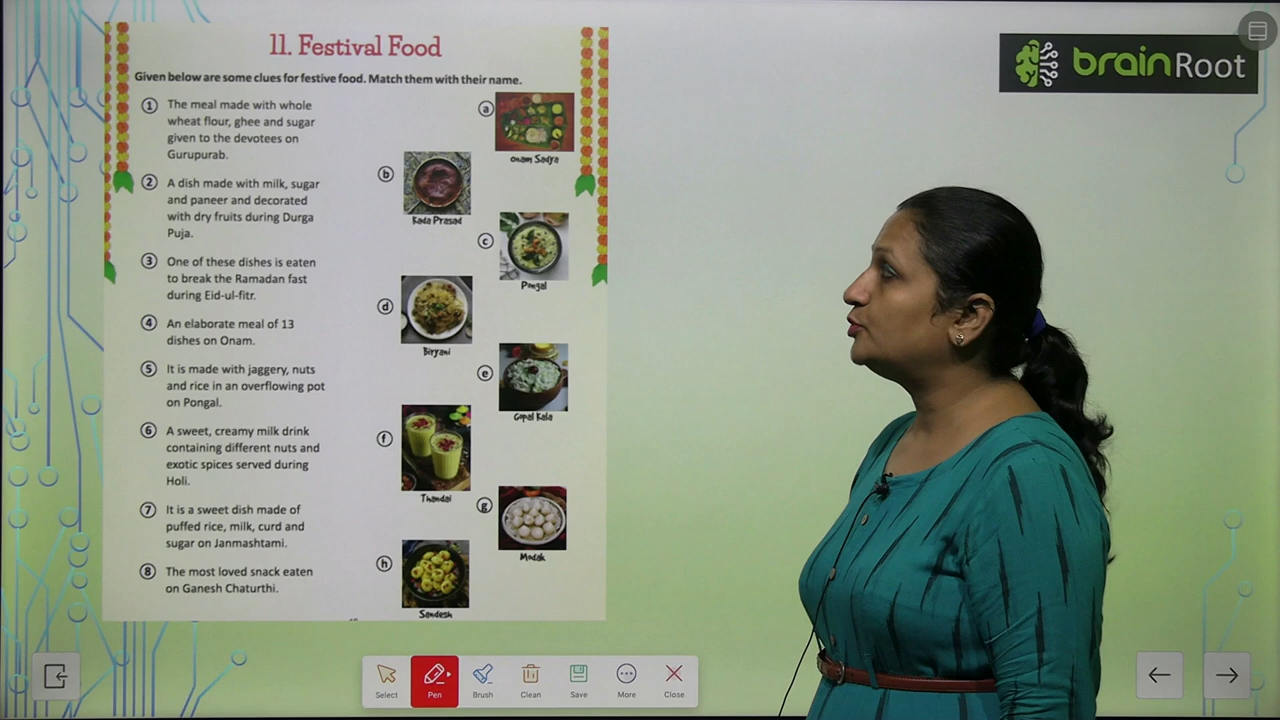 11. Festival Food
Given below are some clues for festive food. Match them with their name.
1 The meal made with whole
wheat flour, ghee and sugar
given to the devotees on
Gurupurab.
2 A dish made with milk, sugar
and paneer and decorated
with dry fruits during Durga
Puja.
3 One of these dishes is eaten
to break the Ramadan fast
during Eid-ul-fitr.
4 An elaborate meal of 13
dishes on Onam.
5 It is made with jaggery, nuts
and rice in an overflowing pot
on Pongal.
6 A sweet, creamy milk drink
containing different nuts and
exotic spices served during
Holi.
7 It is a sweet dish made of
puffed rice, milk, curd and
sugar on Janmashtami.
8 The most loved snack eaten
on Ganesh Chaturthi.
a
Onam Sadya
b
Kada Prasad
c
Pongal
d
Biryani
e
Gopal Kala
f
Thandai
g
Modak
h
Sandesh
brainRoot
Select Pen Brush Clean Save More Close